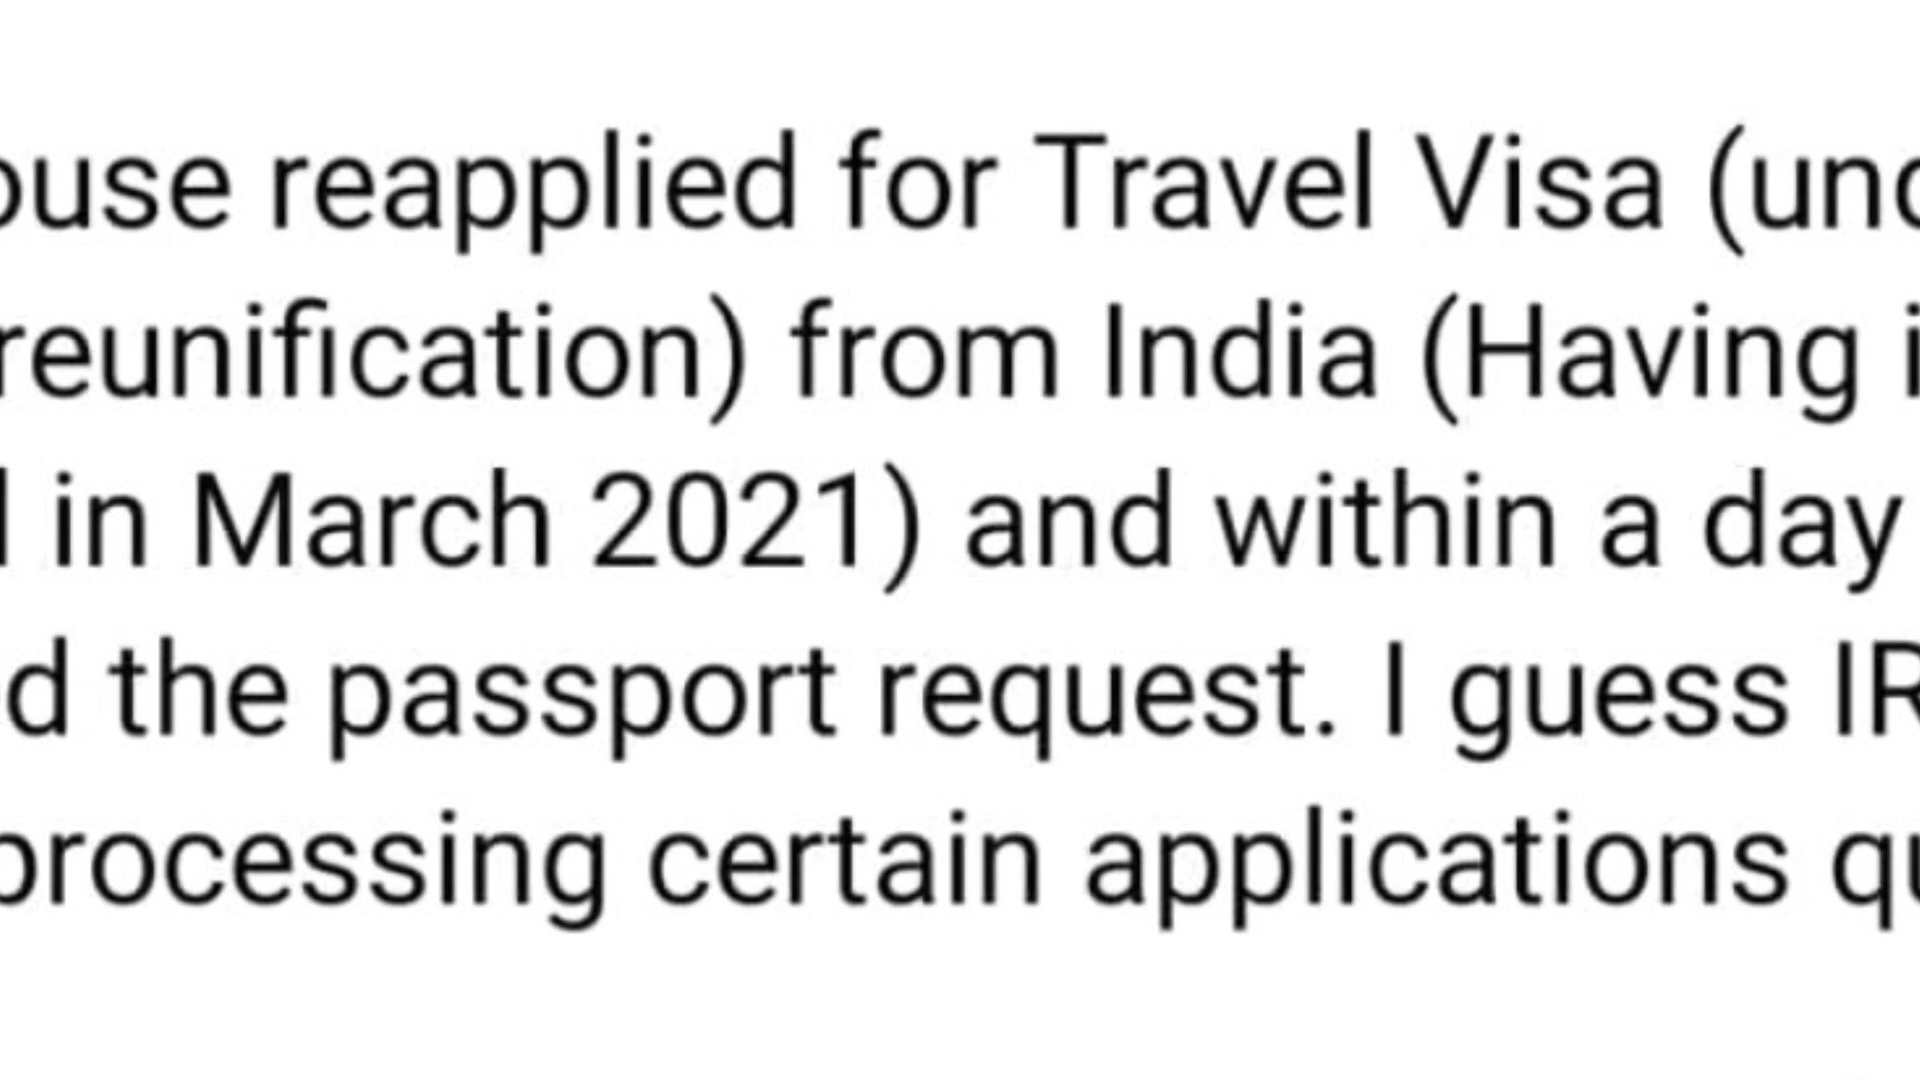 ouse reapplied for Travel Visa (und
reunification) from India (Having i
in March 2021) and within a day
d the passport request. I guess IR
processing certain applications qu